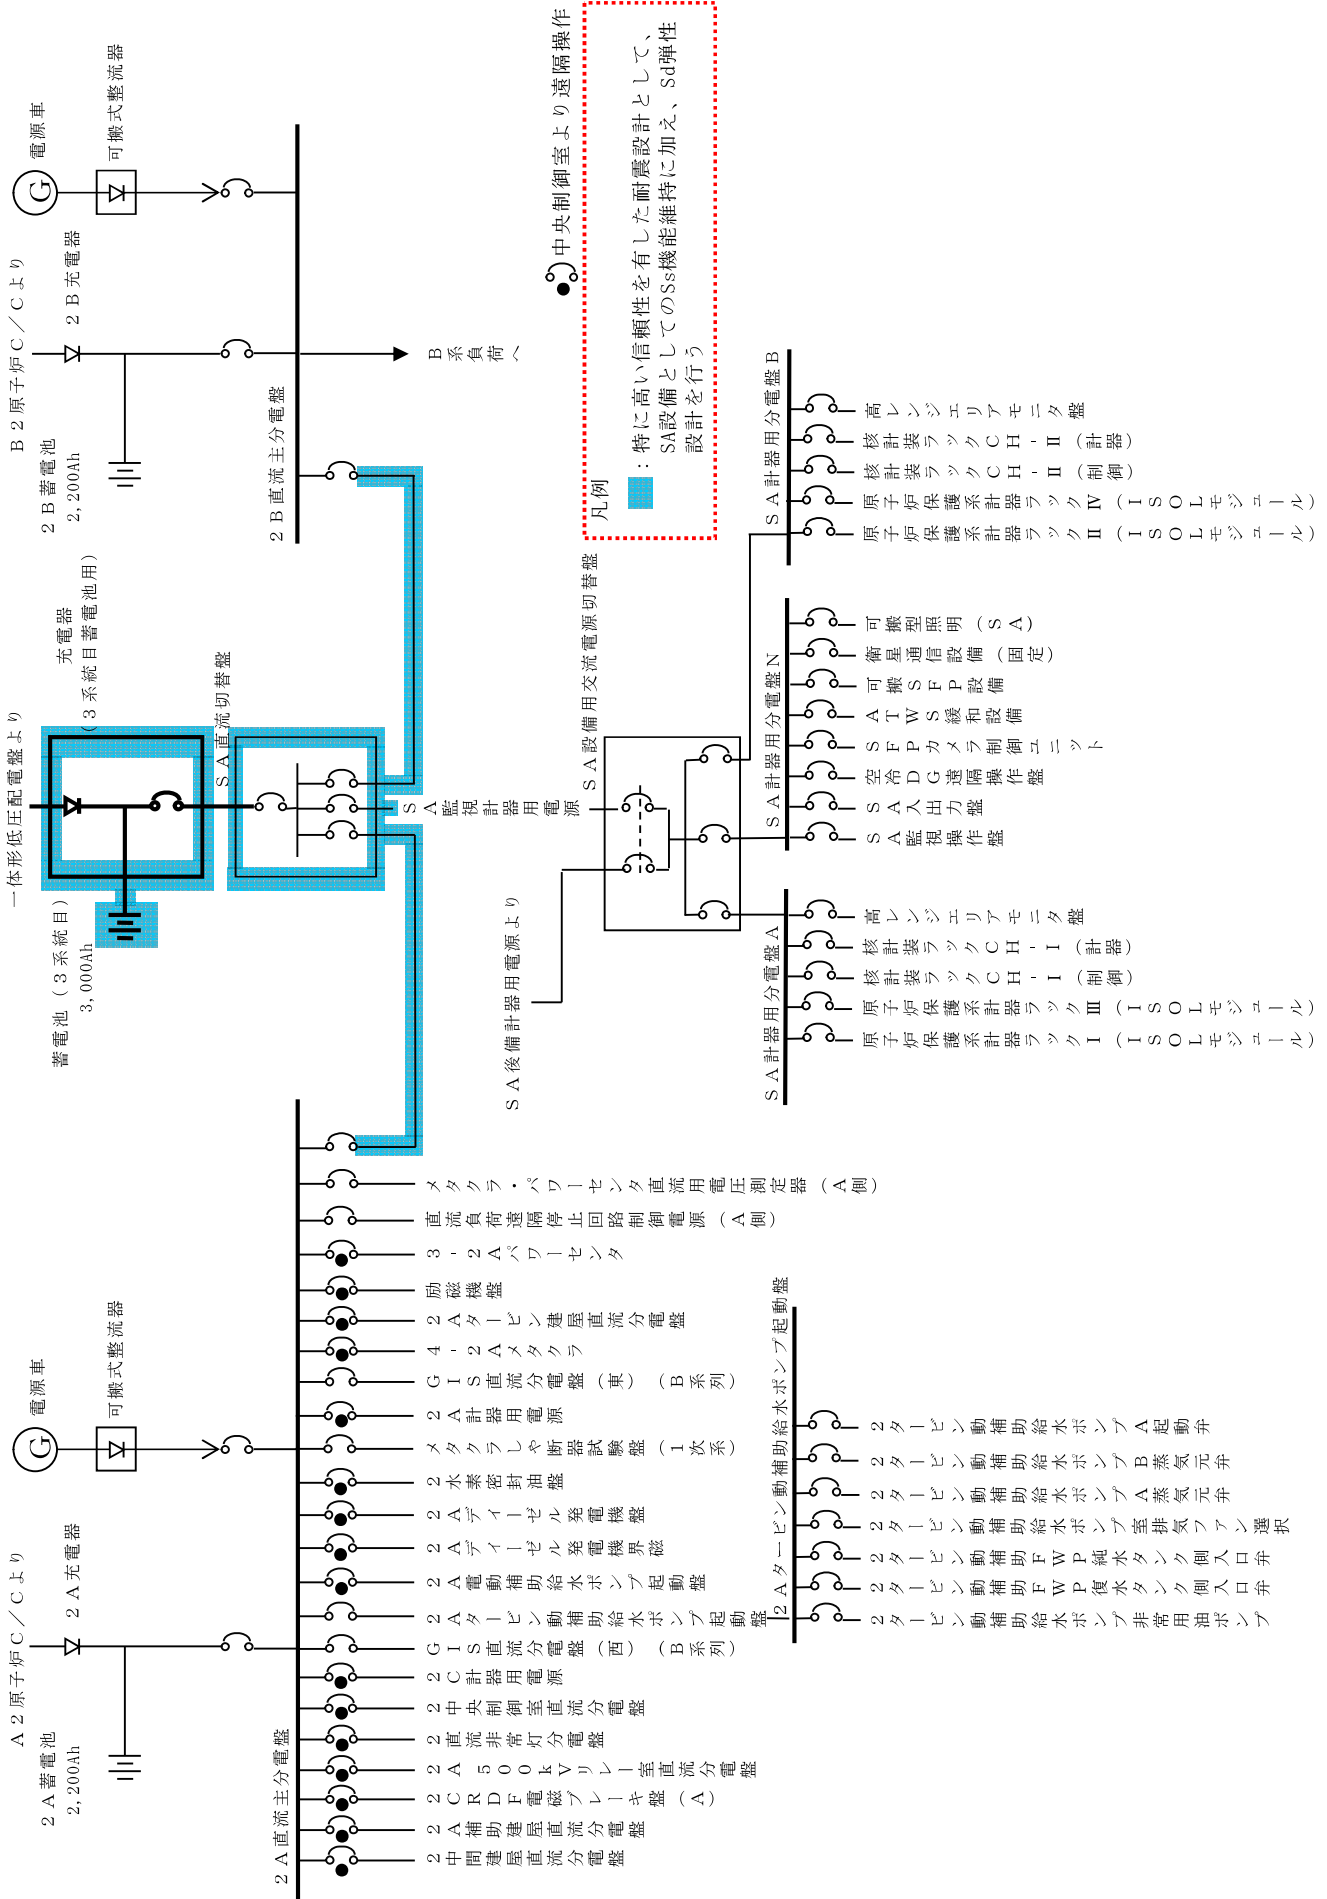 A2原子炉C/Cより
2A蓄電池
2,200Ah
2A充電器
電源車
G
可搬式整流器
2A直流主分電盤
2中間建屋直流分電盤
2A補助建屋直流分電盤
2CRDF電磁ブレーキ盤(A)
2A 500kVリレー室直流分電盤
2直流非常灯分電盤
2中央制御室直流分電盤
2C計器用電源
GIS直流分電盤(西) (B系列)
2Aタービン動補助給水ポンプ起動盤
2A電動補助給水ポンプ起動盤
2Aディーゼル発電機界磁
2Aディーゼル発電機盤
2水素密封油盤
メタクラしゃ断器試験盤(1次系)
2A計器用電源
GIS直流分電盤(東) (B系列)
4-2Aメタクラ
2Aタービン建屋直流分電盤
励磁機盤
3-2Aパワーセンタ
直流負荷遠隔停止回路制御電源(A側)
メタクラ・パワーセンタ直流用電圧測定器(A側)
2Aタービン動補助給水ポンプ起動盤
2タービン動補助給水ポンプ非常用油ポンプ
2タービン動補助FWP復水タンク側入口弁
2タービン動補助FWP純水タンク側入口弁
2タービン動補助給水ポンプ室排気ファン選択
2タービン動補助給水ポンプA蒸気元弁
2タービン動補助給水ポンプB蒸気元弁
2タービン動補助給水ポンプA起動弁
一体形低圧配電盤より
蓄電池(3系統目)
3,000Ah
充電器
(3系統目蓄電池用)
SA直流切替盤
SA監視計器用電源
SA後備計器用電源より
SA設備用交流電源切替盤
SA計器用分電盤A
原子炉保護系計器ラックⅠ(ISOLモジュール)
原子炉保護系計器ラックⅢ(ISOLモジュール)
核計装ラックCH-Ⅰ(制御)
核計装ラックCH-Ⅰ(計器)
高レンジエリアモニタ盤
SA計器用分電盤N
SA監視操作盤
SA入出力盤
空冷DG遠隔操作盤
SFPカメラ制御ユニット
ATWS緩和設備
可搬SFP設備
衛星通信設備(固定)
可搬型照明(SA)
SA計器用分電盤B
原子炉保護系計器ラックⅡ(ISOLモジュール)
原子炉保護系計器ラックⅣ(ISOLモジュール)
核計装ラックCH-Ⅱ(制御)
核計装ラックCH-Ⅱ(計器)
高レンジエリアモニタ盤
B2原子炉C/Cより
2B蓄電池
2,200Ah
2B充電器
電源車
G
可搬式整流器
2B直流主分電盤
B系負荷へ
中央制御室より遠隔操作
凡例
:特に高い信頼性を有した耐震設計として、
SA設備としてのSs機能維持に加え、Sd弾性
設計を行う